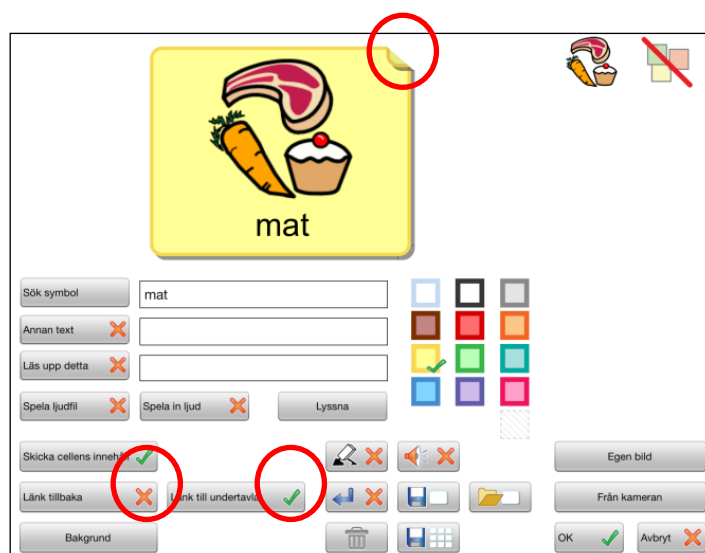 mat
Sök symbol
mat
Annan text
Läs upp detta
Spela ljudfil
Spela in ljud
Lyssna
Skicka cellens innehåll
Egen bild
Länk tillbaka
Länk till undertavla
Från kameran
Bakgrund
OK
Avbryt